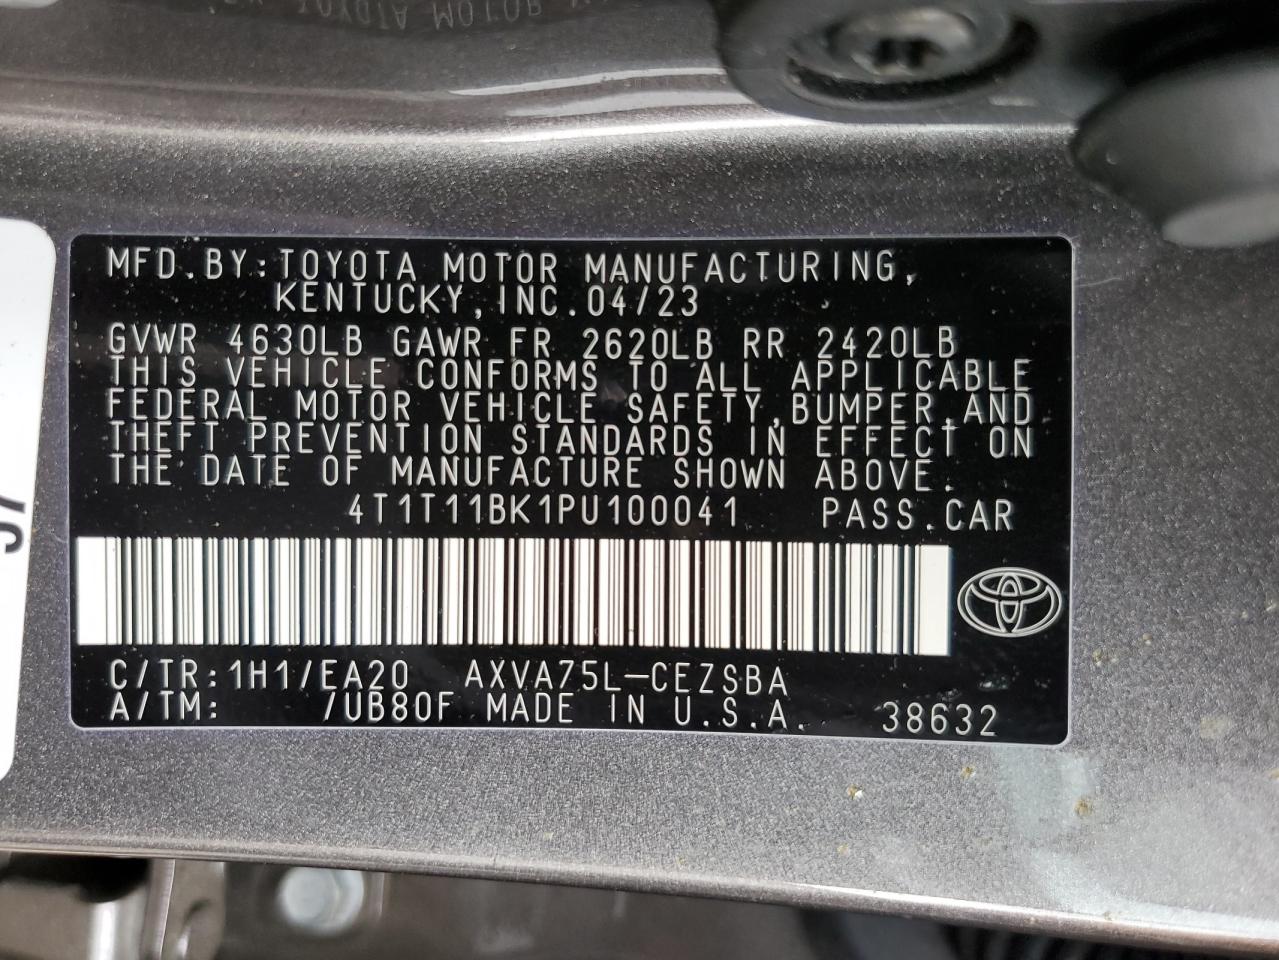 TOYOTA MOTOR
MFD.BY:TOYOTA MOTOR MANUFACTURING,
KENTUCKY,INC.04/23
GVWR 4630LB GAWR FR 2620LB RR 2420LB
THIS VEHICLE CONFORMS TO ALL APPLICABLE
FEDERAL MOTOR VEHICLE SAFETY,BUMPER,AND
THEFT PREVENTION STANDARDS IN EFFECT ON
THE DATE OF MANUFACTURE SHOWN ABOVE.
4T1T11BK1PU100041 PASS.CAR
C/TR:1H1/EA20 AXVA75L-CEZSBA
A/TM: /UB80F MADE IN U.S.A. 38632